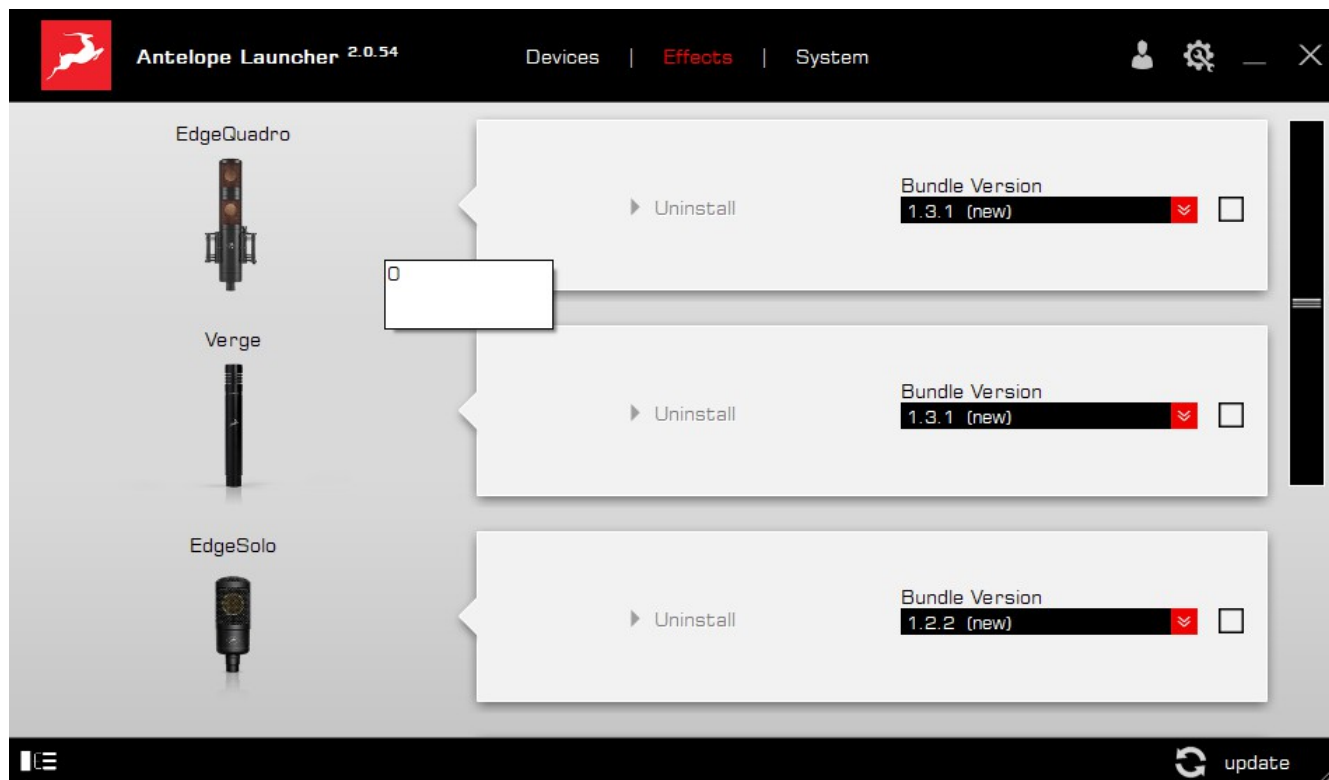 Antelope Launcher 2.0.54
Devices | Effects | System
EdgeQuadro
Uninstall
Bundle Version
1.3.1 (new)
0
Verge
Uninstall
Bundle Version
1.3.1 (new)
EdgeSolo
Uninstall
Bundle Version
1.2.2 (new)
update